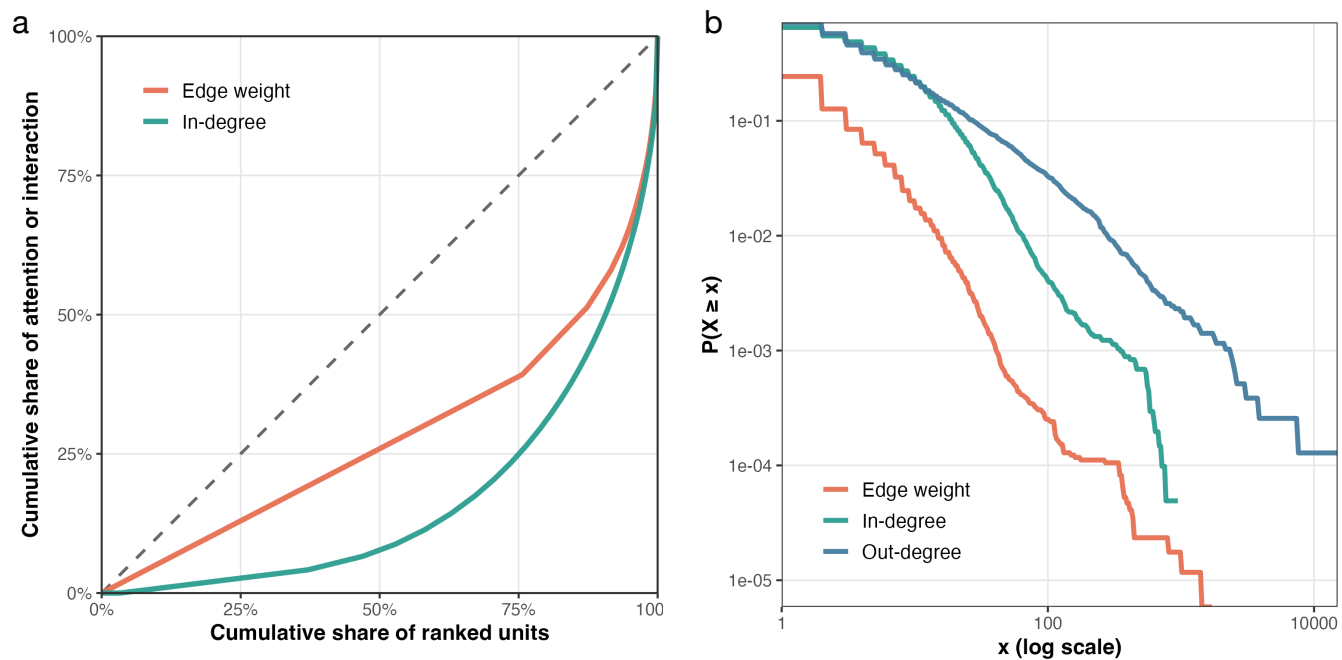 a
Cumulative share of attention or interaction
100%
75%
50%
25%
0%
Edge weight
In-degree
0%
25%
50%
75%
100
Cumulative share of ranked units
b
P(X ≥ x)
1e-01
1e-02
1e-03
1e-04
1e-05
Edge weight
In-degree
Out-degree
1
100
10000
x (log scale)